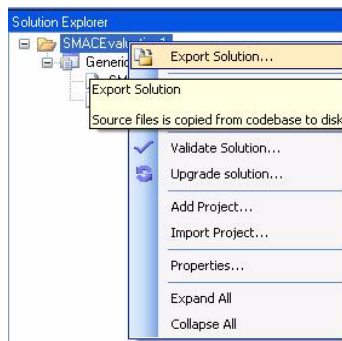 Solution Explorer
SMACEvaluation1
Generic
Export Solution...
Export Solution
Source files is copied from codebase to disk
Validate Solution...
Upgrade solution...
Add Project...
Import Project...
Properties...
Expand All
Collapse All